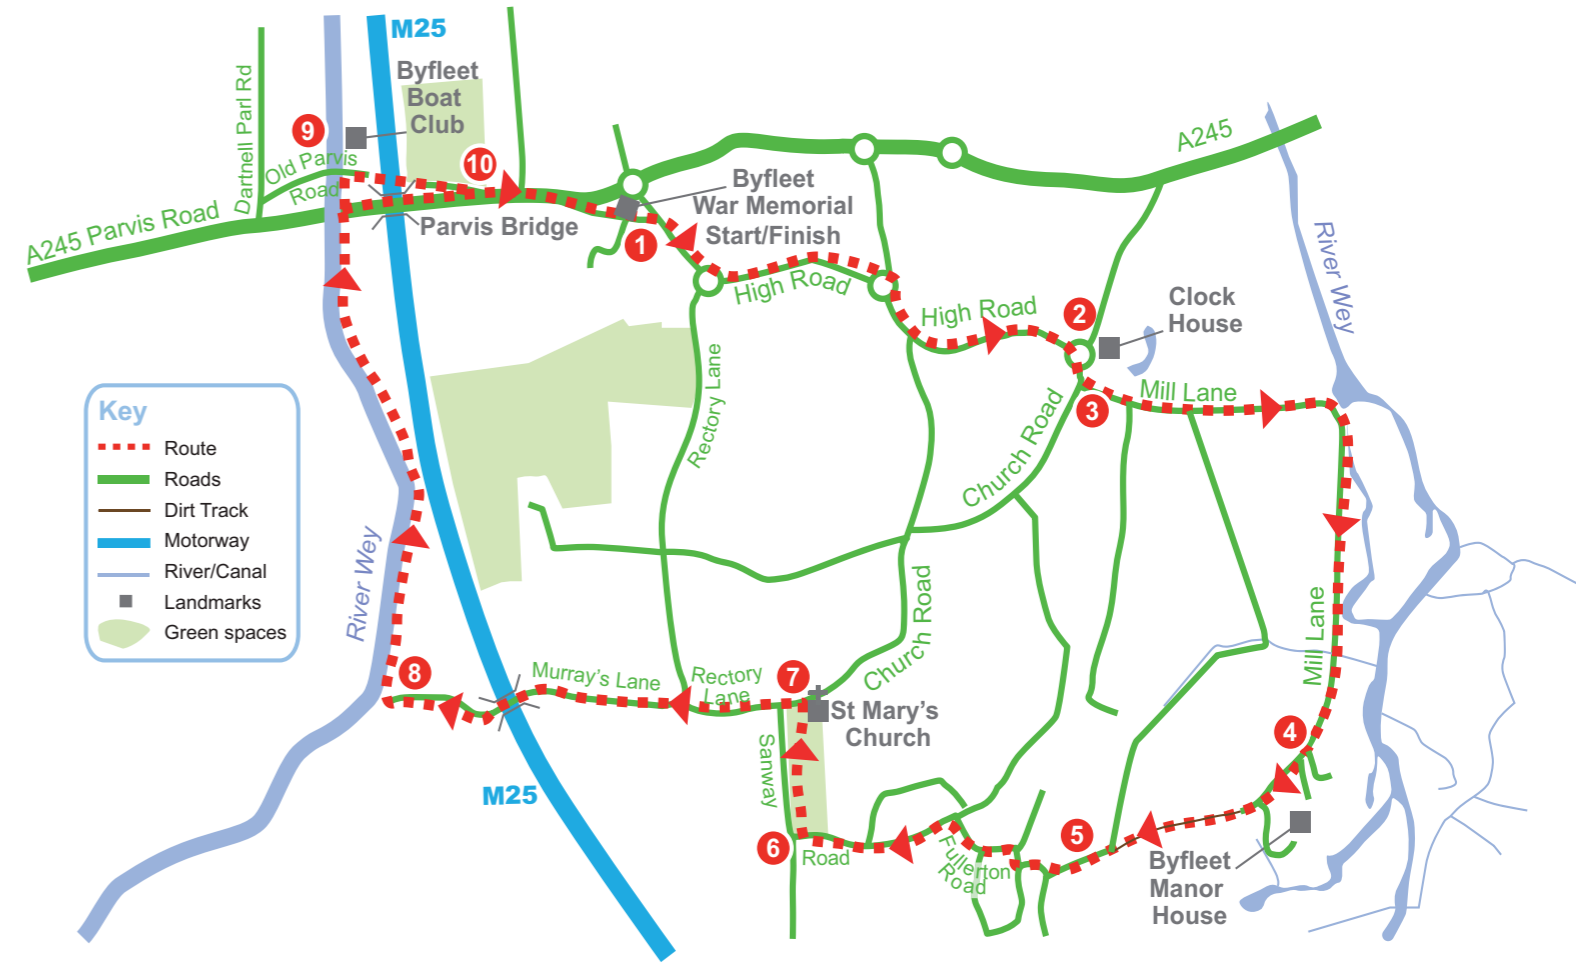 M25
Byfleet
Boat
Club
Dartnell Parl Rd
9
Old Parvis
Road
10
A245 Parvis Road
Parvis Bridge
Byfleet
War Memorial
Start/Finish
1
A245
High Road
High Road
2
Clock
House
River Wey
3
Mill Lane
Rectory Lane
Church Road
Key
Route
Roads
Dirt Track
Motorway
River/Canal
Landmarks
Green spaces
River Wey
Church Road
Mill Lane
8
Murray's Lane
Rectory
Lane
7
St Mary's
Church
M25
Sanway
4
6
Road
Fullerton
Road
5
Byfleet
Manor
House